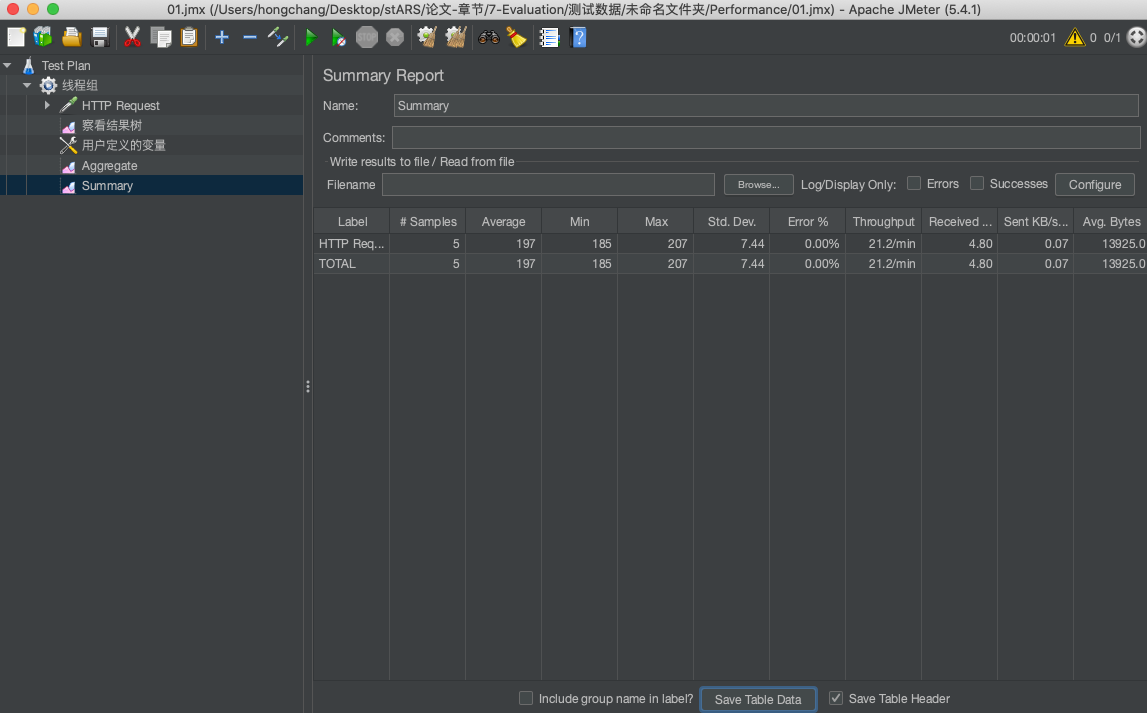 01.jmx (/Users/hongchang/Desktop/stARS/论文-章节/7-Evaluation/测试数据/未命名文件夹/Performance/01.jmx) - Apache JMeter (5.4.1)
STOP
?
00:00:01 0 0/1
Test Plan
线程组
HTTP Request
察看结果树
用户定义的变量
Aggregate
Summary
Summary Report
Name: Summary
Comments:
Write results to file / Read from file
Filename Browse... Log/Display Only: Errors Successes Configure
Label # Samples Average Min Max Std. Dev. Error % Throughput Received ... Sent KB/s... Avg. Bytes
HTTP Req... 5 197 185 207 7.44 0.00% 21.2/min 4.80 0.07 13925.0
TOTAL 5 197 185 207 7.44 0.00% 21.2/min 4.80 0.07 13925.0
Include group name in label? Save Table Data Save Table Header